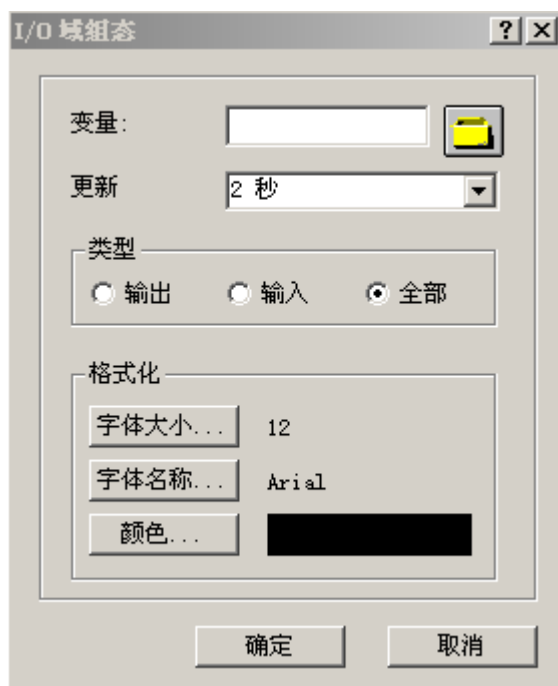 I/O 域组态
变量:
更新 2 秒
类型
输出 输入 全部
格式化
字体大小... 12
字体名称... Arial
颜色...
确定 取消